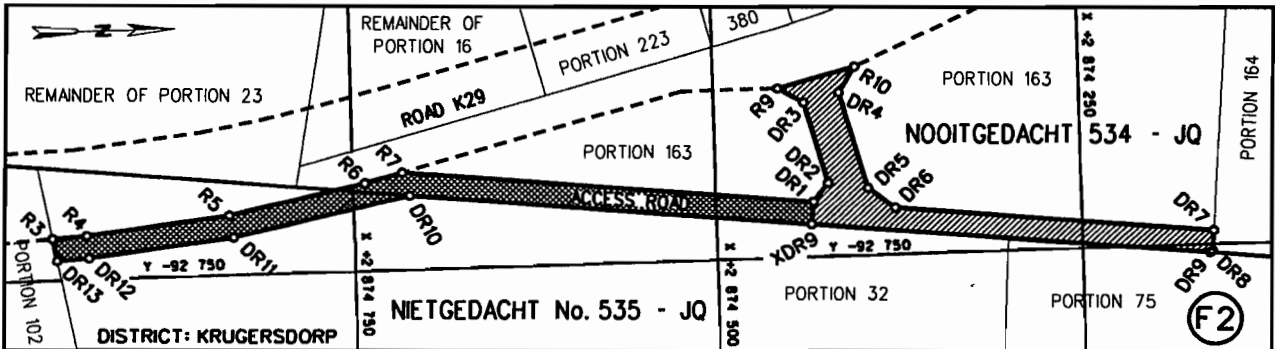 N
REMAINDER OF
PORTION 16
PORTION 223
380
REMAINDER OF PORTION 23
ROAD K29
PORTION 163
PORTION 163
X +2 874 250
PORTION 164
NOOITGEDACHT 534 - JQ
R10
R9
DR3
DR4
DR2
DR1
DR5
DR6
R7
R6
R5
R4
R3
ACCESS ROAD
DR7
DR10
DR11
DR12
DR13
XDR9
Y -92 750
Y -92 750
DR9
DR8
PORTION 102
X +2 874 750
NIETGEDACHT No. 535 - JQ
X +2 874 500
PORTION 32
PORTION 75
F2
DISTRICT: KRUGERSDORP